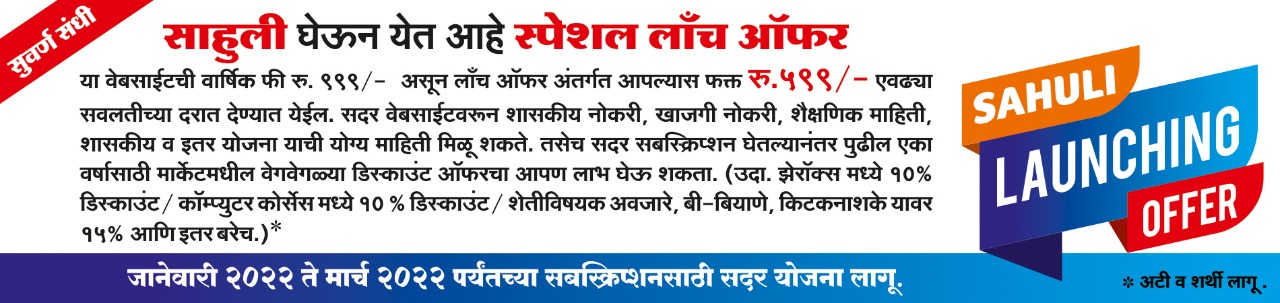 सुवर्ण संधी
साहुली घेऊन येत आहे स्पेशल लाँच ऑफर
या वेबसाईटची वार्षिक फी रु. ९९९/- असून लाँच ऑफर अंतर्गत आपल्यास फक्त रु.५९९/- एवढ्या
सवलतीच्या दरात देण्यात येईल. सदर वेबसाईटवरून शासकीय नोकरी, खाजगी नोकरी, शैक्षणिक माहिती,
शासकीय व इतर योजना याची योग्य माहिती मिळू शकते. तसेच सदर सबस्क्रिप्शन घेतल्यानंतर पुढील एका
वर्षासाठी मार्केटमधील वेगवेगळ्या डिस्काउंट ऑफरचा आपण लाभ घेऊ शकता. (उदा. झेरॉक्स मध्ये १०%
डिस्काउंट / कॉम्प्युटर कोर्सेस मध्ये १० % डिस्काउंट / शेतीविषयक अवजारे, बी-बियाणे, किटकनाशके यावर
१५% आणि इतर बरेच.)*
SAHULI
LAUNCHING
OFFER
जानेवारी २०२२ ते मार्च २०२२ पर्यंतच्या सबस्क्रिप्शनसाठी सदर योजना लागू.
* अटी व शर्थी लागू .